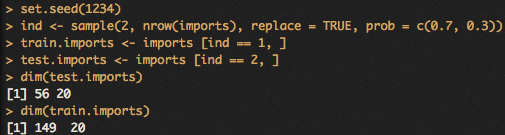 > set.seed(1234)
> ind <- sample(2, nrow(imports), replace = TRUE, prob = c(0.7, 0.3))
> train.imports <- imports [ind == 1, ]
> test.imports <- imports [ind == 2, ]
> dim(test.imports)
[1] 56 20
> dim(train.imports)
[1] 149  20